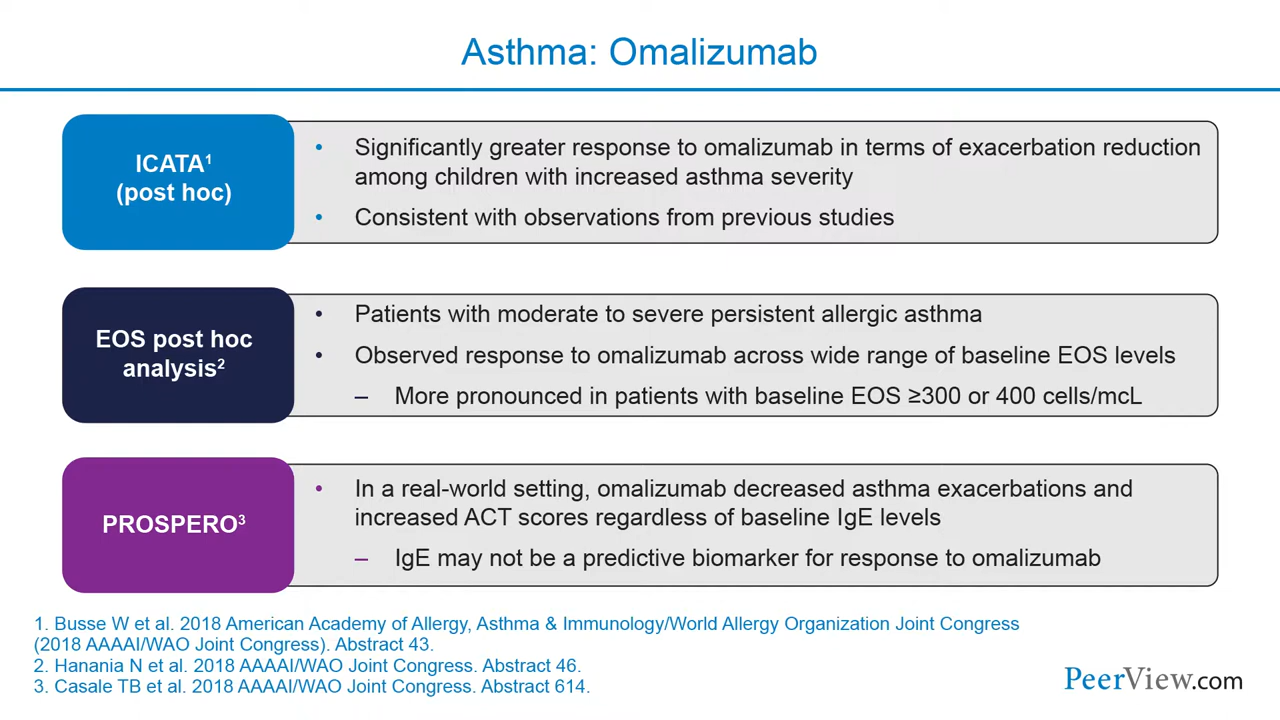 Asthma: Omalizumab
ICATA¹
(post hoc)
• Significantly greater response to omalizumab in terms of exacerbation reduction
among children with increased asthma severity
• Consistent with observations from previous studies
EOS post hoc
analysis²
• Patients with moderate to severe persistent allergic asthma
• Observed response to omalizumab across wide range of baseline EOS levels
– More pronounced in patients with baseline EOS ≥300 or 400 cells/mcL
PROSPERO³
• In a real-world setting, omalizumab decreased asthma exacerbations and
increased ACT scores regardless of baseline IgE levels
– IgE may not be a predictive biomarker for response to omalizumab
1. Busse W et al. 2018 American Academy of Allergy, Asthma & Immunology/World Allergy Organization Joint Congress
(2018 AAAAI/WAO Joint Congress). Abstract 43.
2. Hanania N et al. 2018 AAAAI/WAO Joint Congress. Abstract 46.
3. Casale TB et al. 2018 AAAAI/WAO Joint Congress. Abstract 614.
PeerView.com